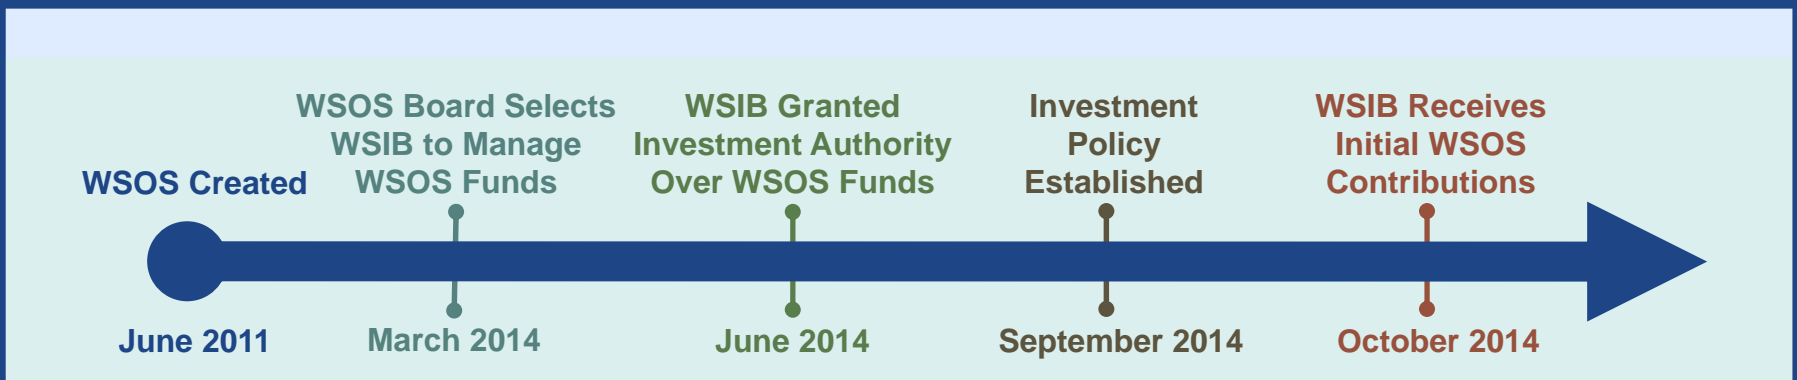 WSOS Created
June 2011
WSOS Board Selects
WSIB to Manage
WSOS Funds
March 2014
WSIB Granted
Investment Authority
Over WSOS Funds
June 2014
Investment
Policy
Established
September 2014
WSIB Receives
Initial WSOS
Contributions
October 2014